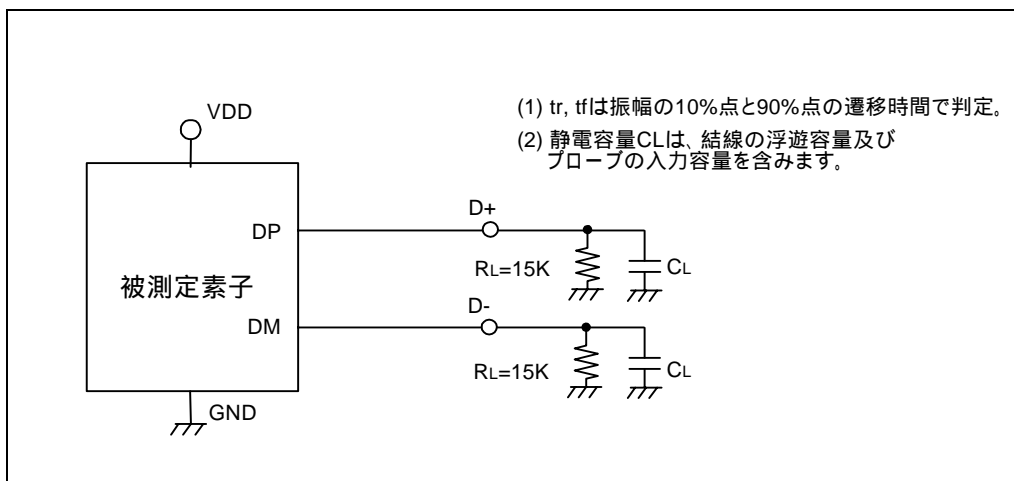 (1) tr, tfは振幅の10%点と90%点の遷移時間で判定。
(2) 静電容量CLは、結線の浮遊容量及び
プローブの入力容量を含みます。
VDD
DP
被測定素子
DM
GND
D+
RL=15K
CL
D-
RL=15K
CL